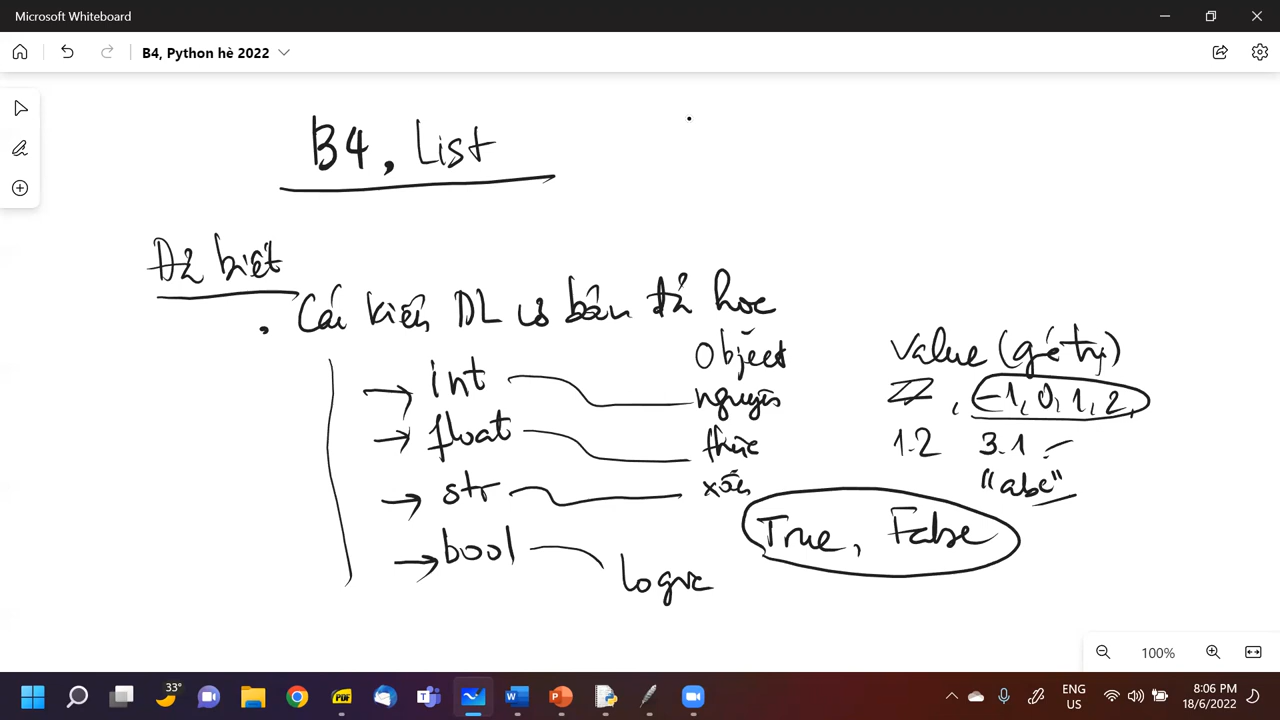 Microsoft Whiteboard
B4, Python hè 2022
B4, List
Đã biết
. Các kiến DL cơ bản đã học
Object Value (giá trị)
→ int nguyên ℤ, -1, 0, 1, 2,
→ float thực 1.2 3.1
→ str xâu "abc"
→ bool logic True, False
100%
33°
PDF
ENG
US
8:06 PM
18/6/2022